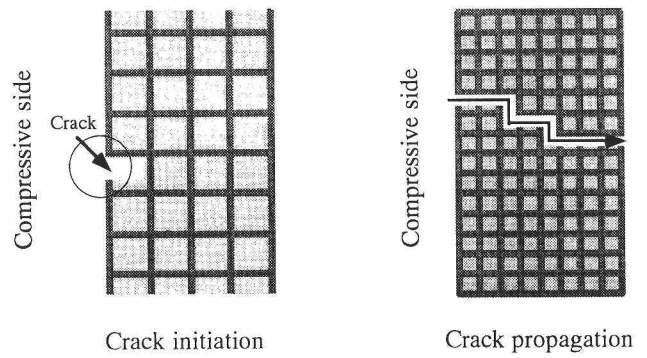 Compressive side
Crack
Crack initiation
Compressive side
Crack propagation